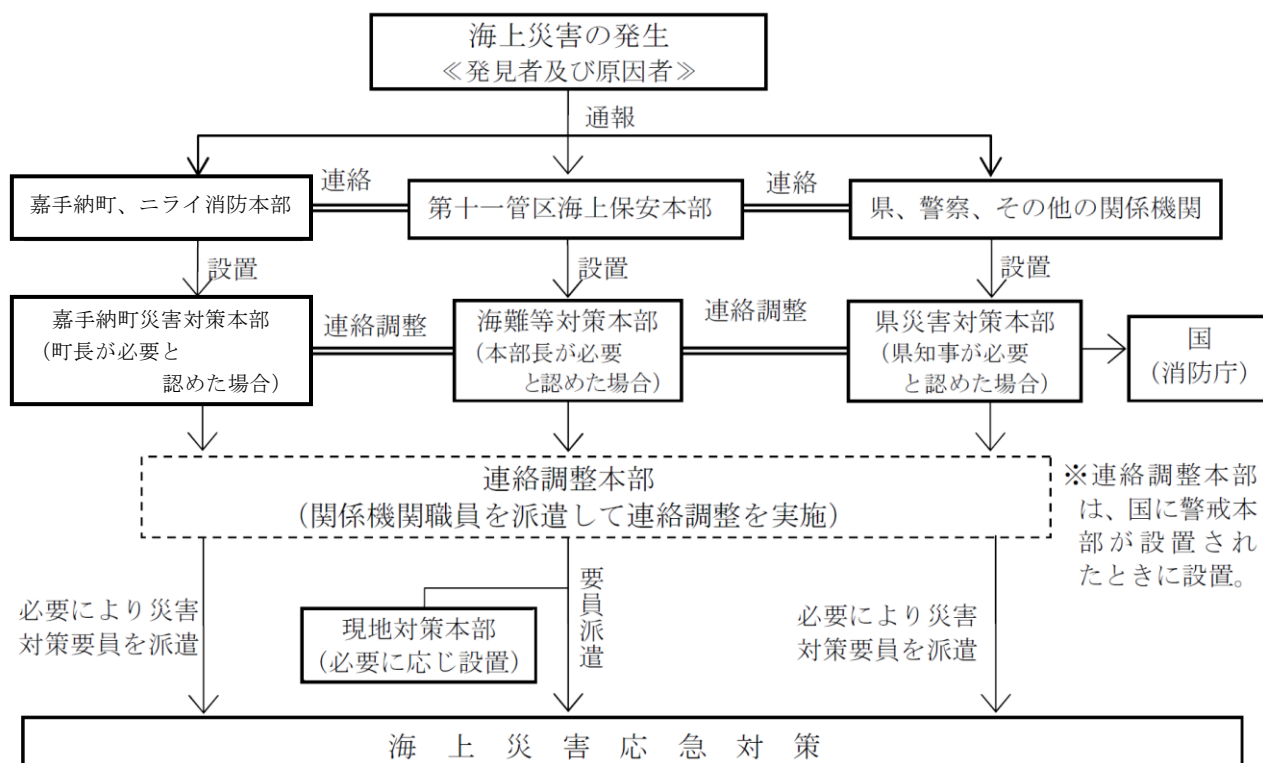 海上災害の発生
≪発見者及び原因者≫
通報
嘉手納町、ニライ消防本部
連絡
第十一管区海上保安本部
連絡
県、警察、その他の関係機関
設置
設置
設置
嘉手納町災害対策本部
（町長が必要と
認めた場合）
連絡調整
海難等対策本部
（本部長が必要
と認めた場合）
連絡調整
県災害対策本部
（県知事が必要
と認めた場合）
国
（消防庁）
連絡調整本部
（関係機関職員を派遣して連絡調整を実施）
※連絡調整本部
は、国に警戒本
部が設置され
たときに設置。
必要により災害
対策要員を派遣
現地対策本部
（必要に応じ設置）
要員派遣
必要により災害
対策要員を派遣
海上災害応急対策